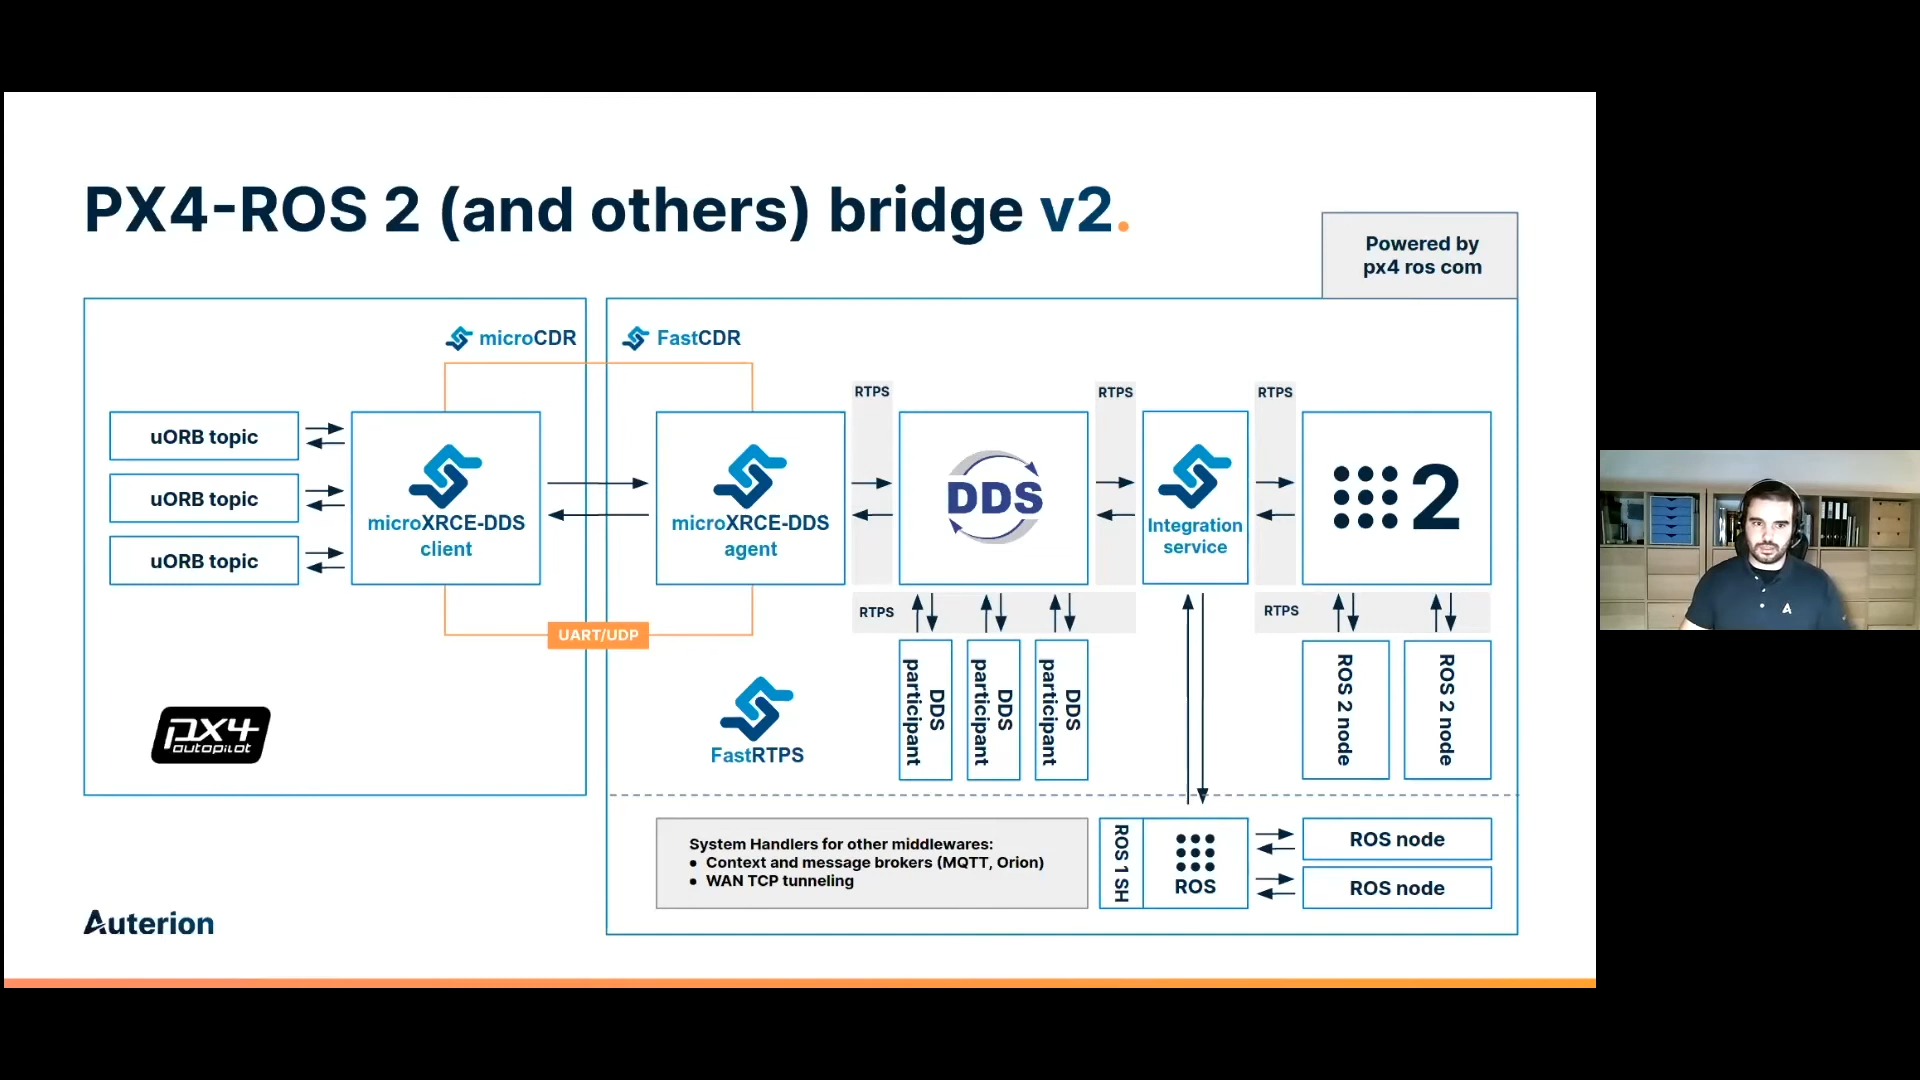 PX4-ROS 2 (and others) bridge v2.
Powered by
px4 ros com
microCDR
FastCDR
uORB topic
uORB topic
uORB topic
microXRCE-DDS
client
microXRCE-DDS
agent
UART/UDP
RTPS
DDS
RTPS
Integration
service
RTPS
2
RTPS
DDS
participant
DDS
participant
DDS
participant
RTPS
ROS 2 node
ROS 2 node
px4
autopilot
FastRTPS
System Handlers for other middlewares:
● Context and message brokers (MQTT, Orion)
● WAN TCP tunneling
ROS 1 SH
ROS
ROS node
ROS node
Auterion